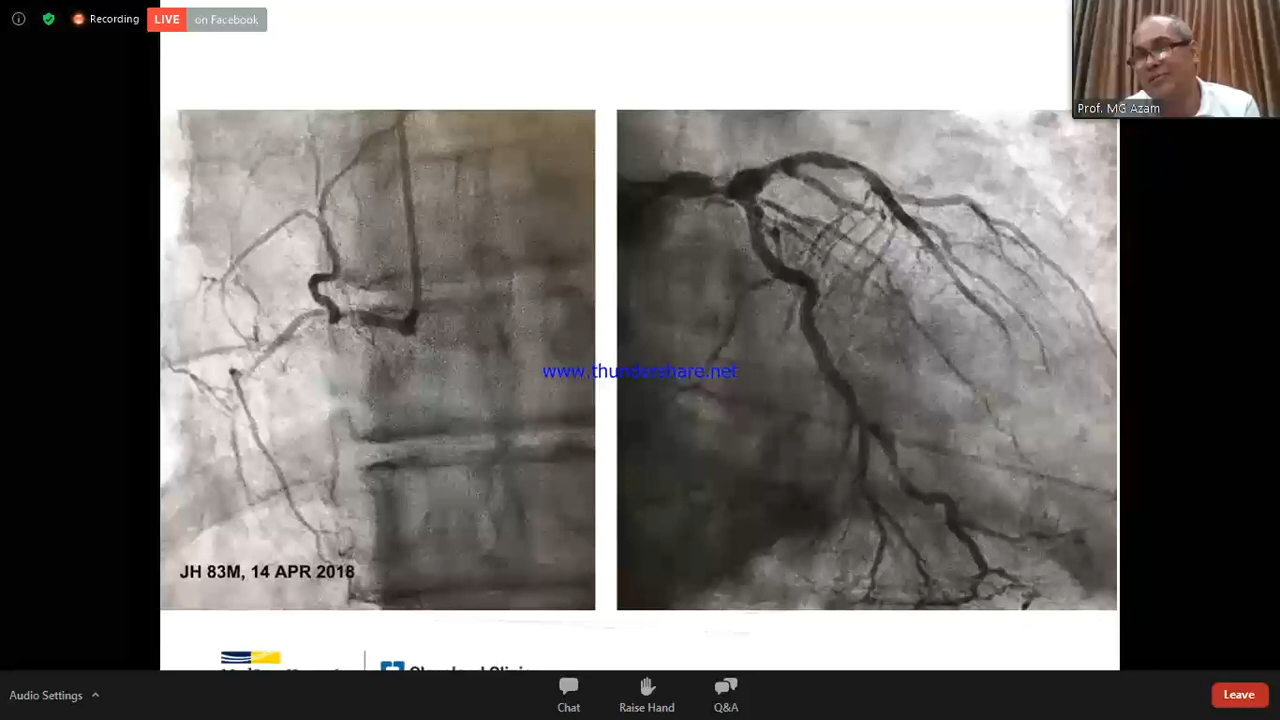 Recording
LIVE on Facebook
Prof. MG Azam
www.thundershare.net
JH 83M, 14 APR 2018
Audio Settings
Chat
Raise Hand
Q&A
Leave